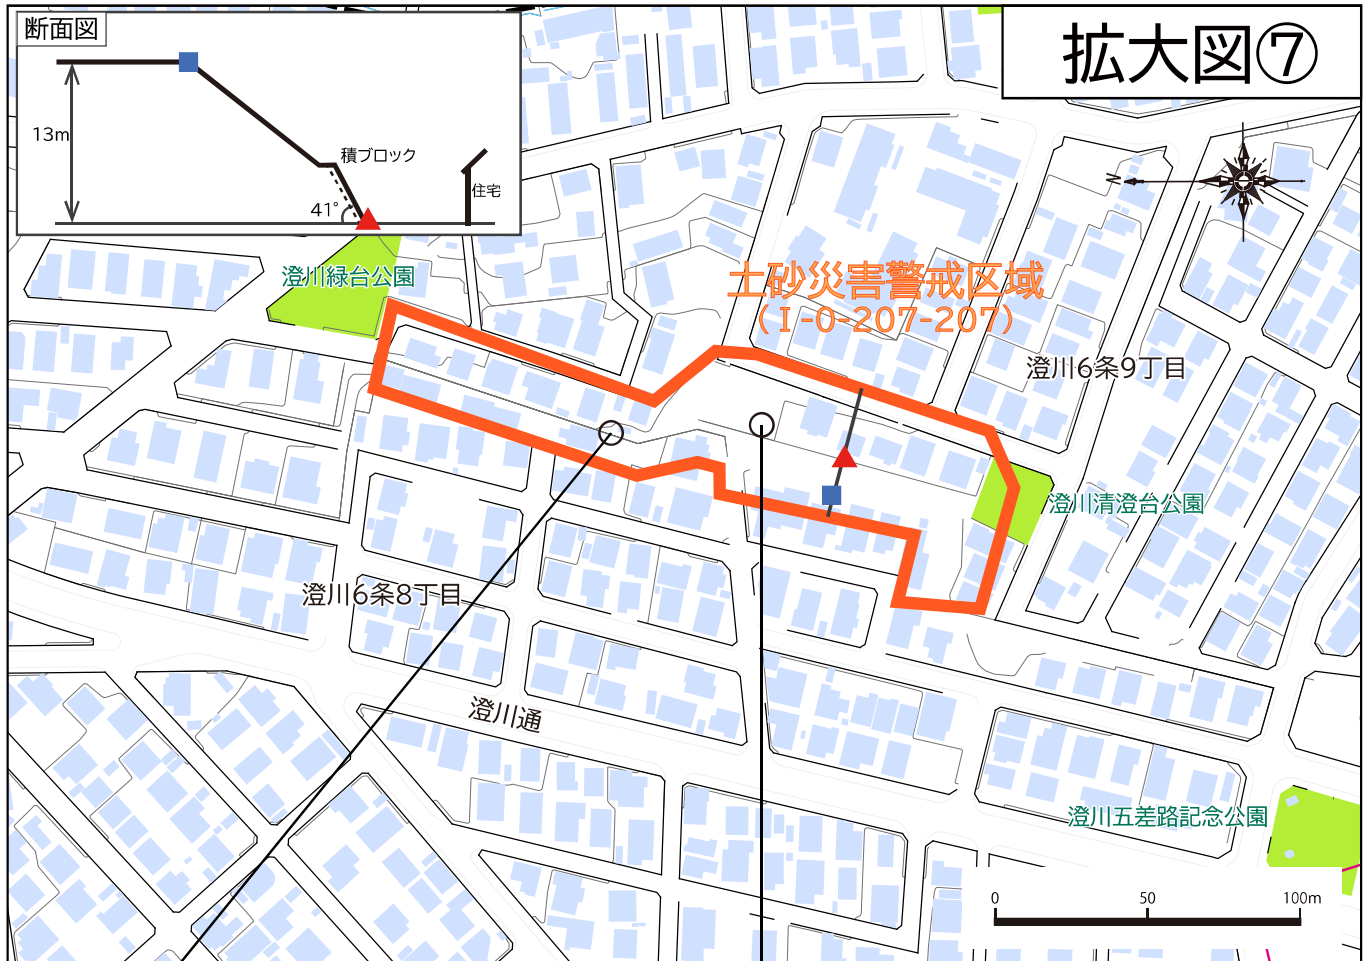 断面図
13m
積ブロック
41°
住宅
拡大図⑦
N
澄川緑台公園
土砂災害警戒区域
（Ⅰ-0-207-207）
澄川6条9丁目
澄川清澄台公園
澄川6条8丁目
澄川通
澄川五差路記念公園
0 50 100m